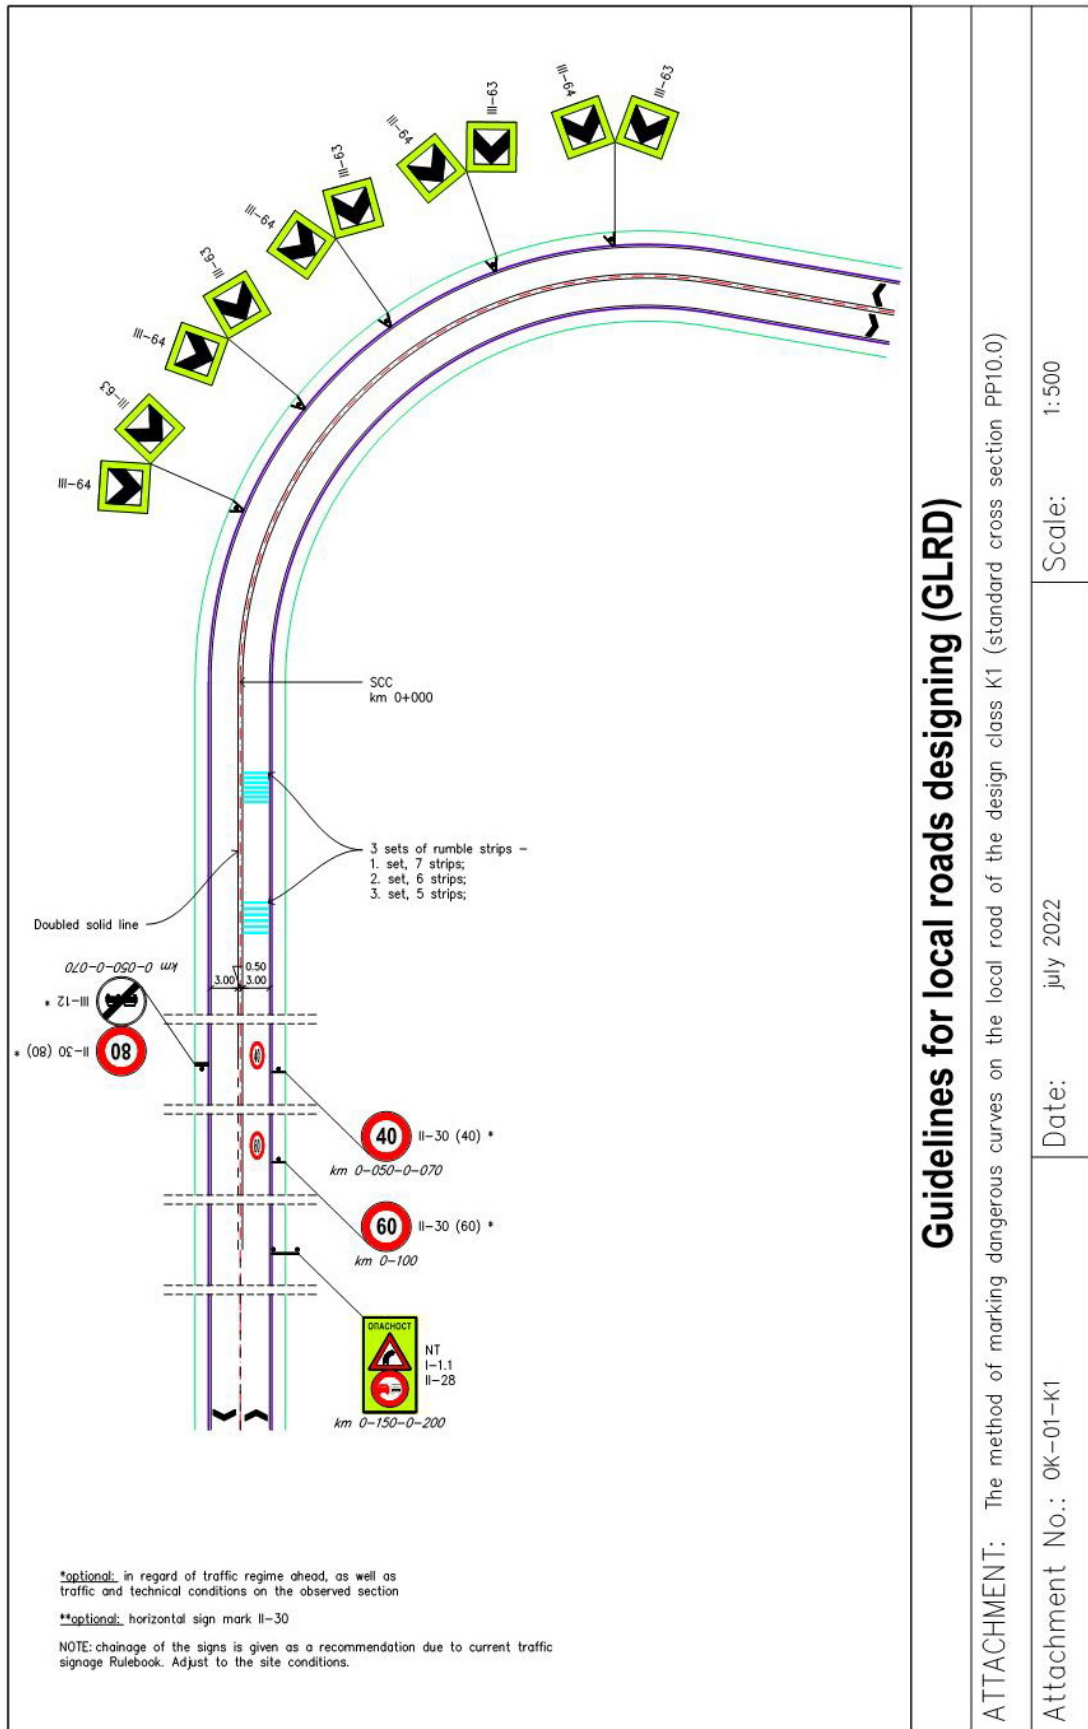 III-64
III-63
III-64
III-63
III-64
III-63
III-64
III-63
III-64
III-63
SCC
km 0+000
3 sets of rumble strips -
1. set, 7 strips;
2. set, 6 strips;
3. set, 5 strips;
Doubled solid line
km 0-050-0-070
0.50
3.00 3.00
III-12 *
80
II-30 (80) *
40
40
II-30 (40) *
km 0-050-0-070
60
60
II-30 (60) *
km 0-100
ОПАСНОСТ
NT
I-1.1
II-28
km 0-150-0-200
*optional: in regard of traffic regime ahead, as well as
traffic and technical conditions on the observed section
**optional: horizontal sign mark II-30
NOTE: chainage of the signs is given as a recommendation due to current traffic
signage Rulebook. Adjust to the site conditions.
Guidelines for local roads designing (GLRD)
ATTACHMENT: The method of marking dangerous curves on the local road of the design class K1 (standard cross section PP10.0)
Attachment No.: OK-01-K1
Date: july 2022
Scale: 1:500